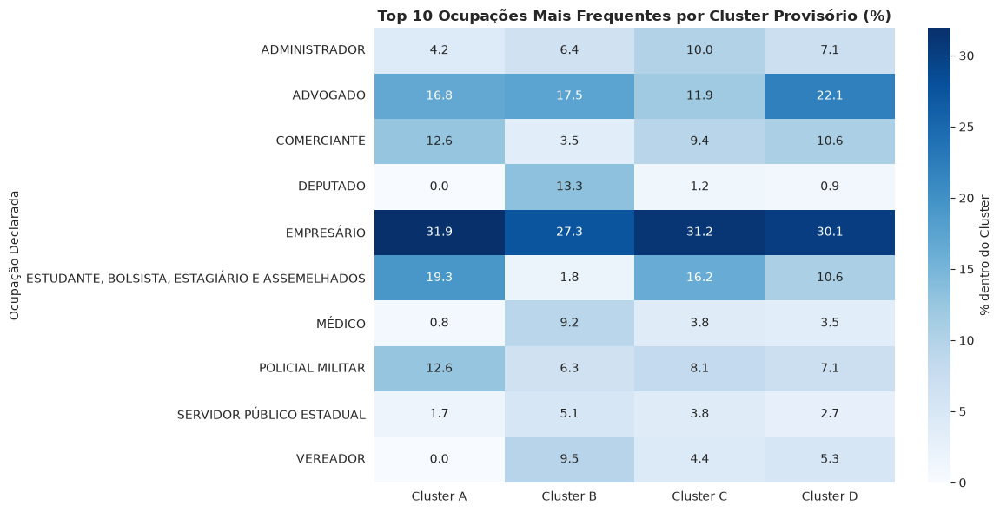 Top 10 Ocupações Mais Frequentes por Cluster Provisório (%)
Ocupação Declarada
ADMINISTRADOR 4.2 6.4 10.0 7.1
ADVOGADO 16.8 17.5 11.9 22.1
COMERCIANTE 12.6 3.5 9.4 10.6
DEPUTADO 0.0 13.3 1.2 0.9
EMPRESÁRIO 31.9 27.3 31.2 30.1
ESTUDANTE, BOLSISTA, ESTAGIÁRIO E ASSEMELHADOS 19.3 1.8 16.2 10.6
MÉDICO 0.8 9.2 3.8 3.5
POLICIAL MILITAR 12.6 6.3 8.1 7.1
SERVIDOR PÚBLICO ESTADUAL 1.7 5.1 3.8 2.7
VEREADOR 0.0 9.5 4.4 5.3
Cluster A Cluster B Cluster C Cluster D
30
25
20
15
10
5
0
% dentro do Cluster